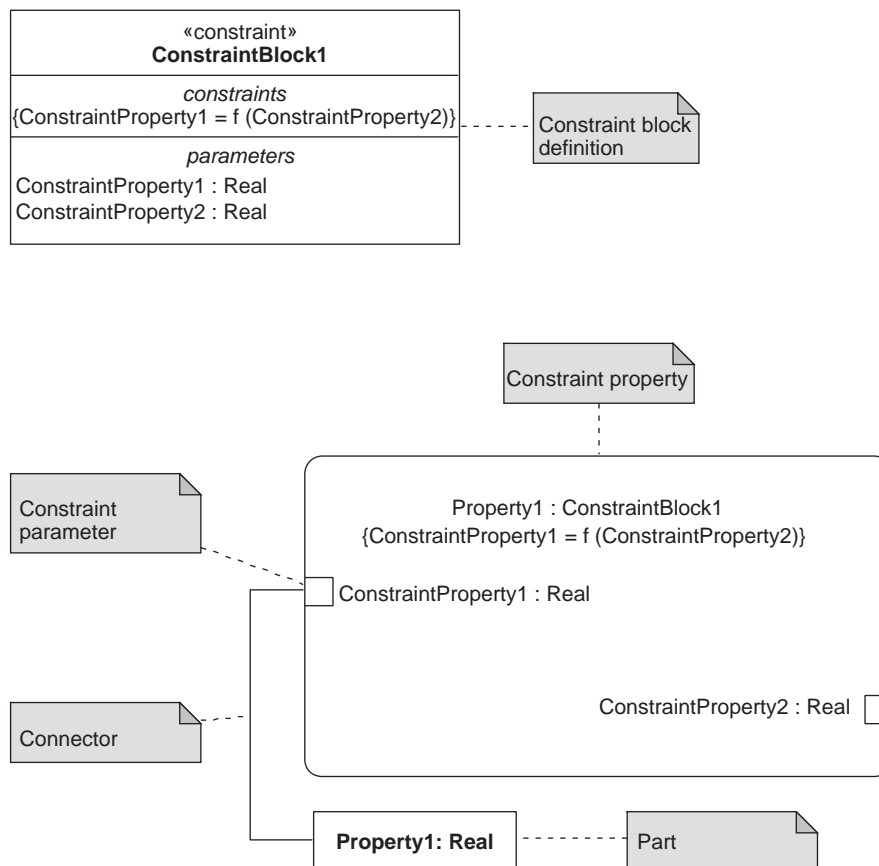 «constraint»
ConstraintBlock1
constraints
{ConstraintProperty1 = f (ConstraintProperty2)}
parameters
ConstraintProperty1 : Real
ConstraintProperty2 : Real
Constraint block
definition
Constraint property
Constraint
parameter
Property1 : ConstraintBlock1
{ConstraintProperty1 = f (ConstraintProperty2)}
ConstraintProperty1 : Real
ConstraintProperty2 : Real
Connector
Property1: Real
Part